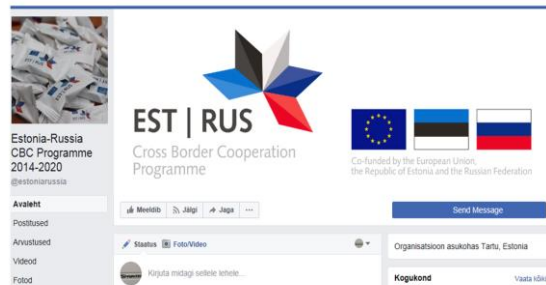 EST | RUS
Cross Border Cooperation
Programme
Co-funded by the European Union,
the Republic of Estonia and the Russian Federation
Estonia-Russia
CBC Programme
2014-2020
@estoniarussia
Avaleht
Postitused
Arvustused
Videod
Fotod
Meeldib Jälgi Jaga ...
Send Message
Staatus Foto/Video
Kirjuta midagi sellele lehele...
Organisatsioon asukohas Tartu, Estonia
Kogukond